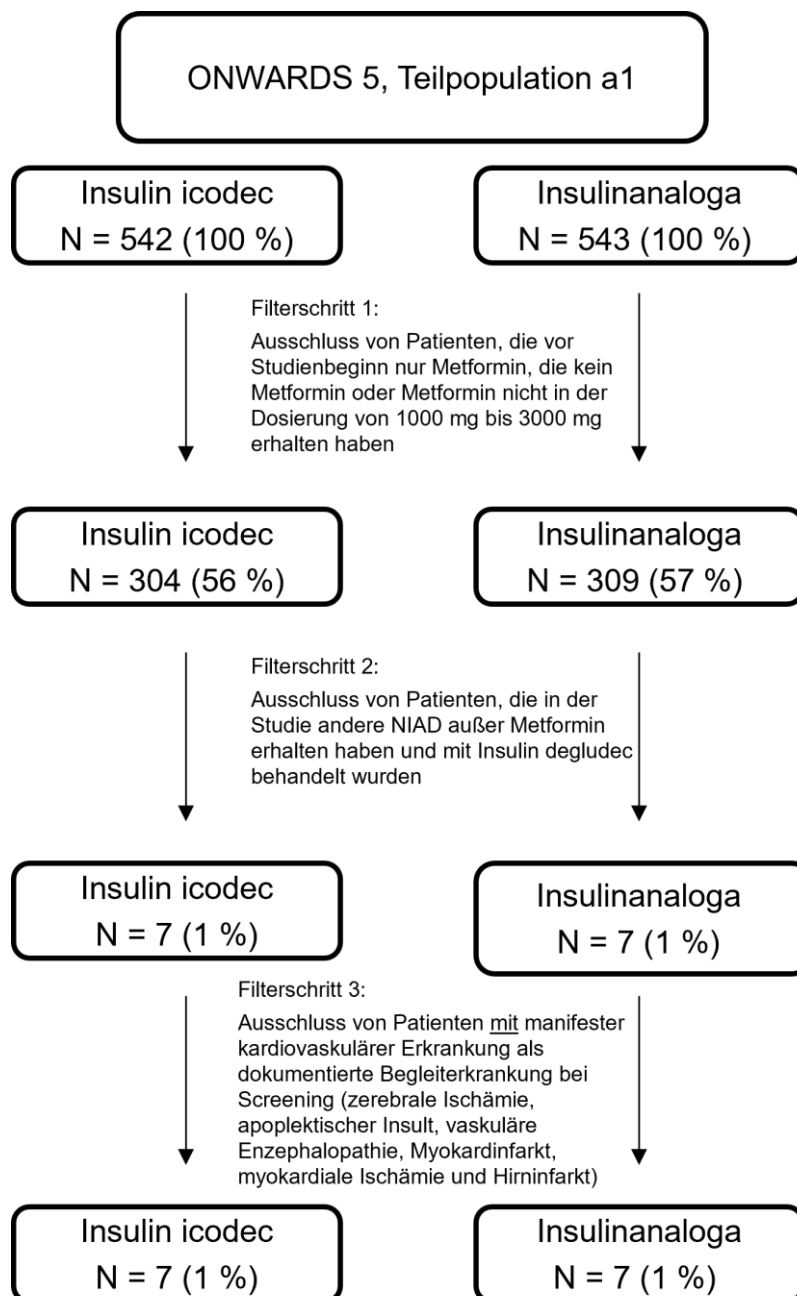 ONWARDS 5, Teilpopulation a1
Insulin icodec
N = 542 (100 %)
Insulinanaloga
N = 543 (100 %)
Filterschritt 1:
Ausschluss von Patienten, die vor
Studienbeginn nur Metformin, die kein
Metformin oder Metformin nicht in der
Dosierung von 1000 mg bis 3000 mg
erhalten haben
Insulin icodec
N = 304 (56 %)
Insulinanaloga
N = 309 (57 %)
Filterschritt 2:
Ausschluss von Patienten, die in der
Studie andere NIAD außer Metformin
erhalten haben und mit Insulin degludec
behandelt wurden
Insulin icodec
N = 7 (1 %)
Insulinanaloga
N = 7 (1 %)
Filterschritt 3:
Ausschluss von Patienten mit manifester
kardiovaskulärer Erkrankung als
dokumentierte Begleiterkrankung bei
Screening (zerebrale Ischämie,
apoplektischer Insult, vaskuläre
Enzephalopathie, Myokardinfarkt,
myokardiale Ischämie und Hirninfarkt)
Insulin icodec
N = 7 (1 %)
Insulinanaloga
N = 7 (1 %)